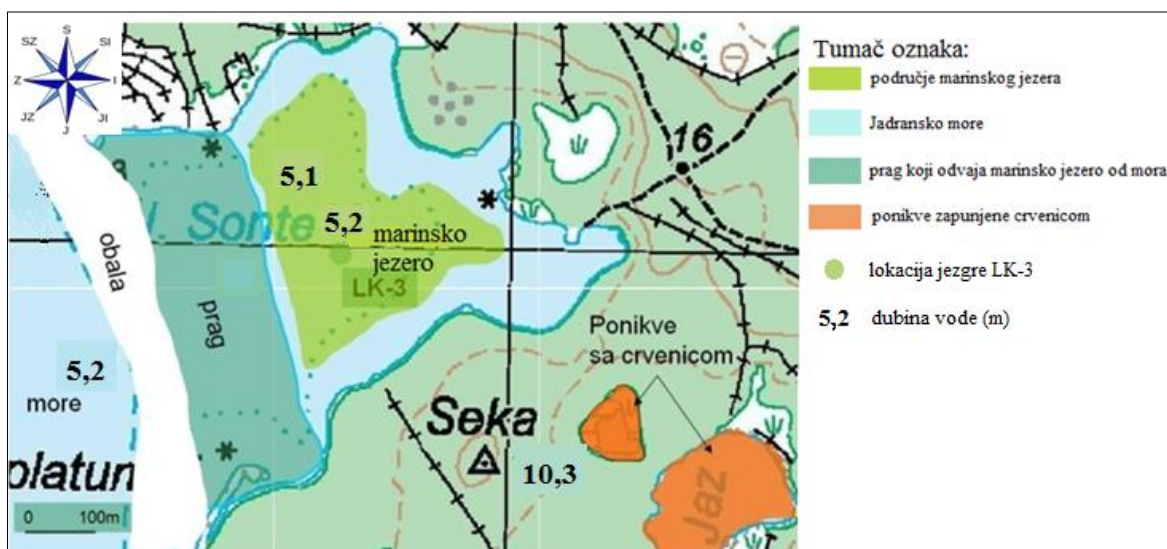 S
SZ
SI
Z
I
JZ
JI
J
16
5,1
5,2
Sonte
marinsko
jezero
LK-3
obala
prag
5,2
more
Ponikve
sa crvenicom
Seka
10,3
platun
Jaz
0 100m
Tumač oznaka:
područje marinskog jezera
Jadransko more
prag koji odvaja marinsko jezero od mora
ponikve zapunjene crvenicom
lokacija jezgre LK-3
5,2 dubina vode (m)